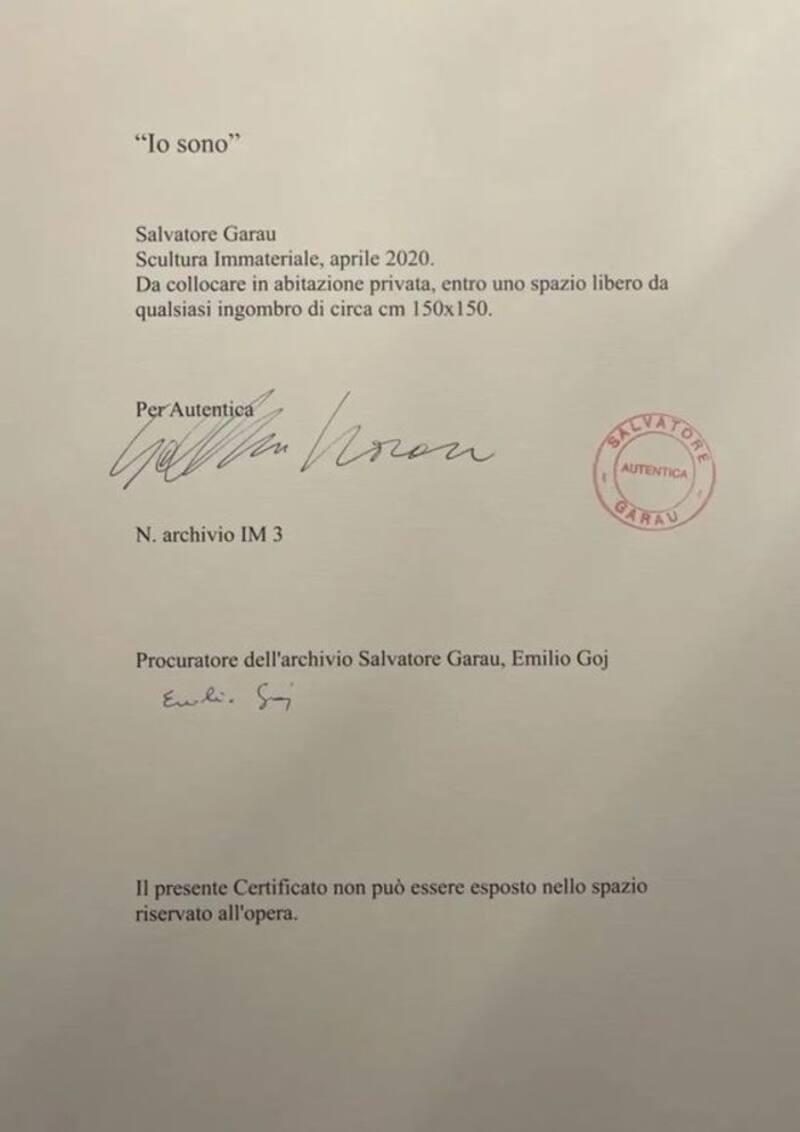 “Io sono”
Salvatore Garau
Scultura Immateriale, aprile 2020.
Da collocare in abitazione privata, entro uno spazio libero da
qualsiasi ingombro di circa cm 150x150.
Per Autentica
SALVATORE
AUTENTICA
GARAU
N. archivio IM 3
Procuratore dell'archivio Salvatore Garau, Emilio Goj
Emilio Goj
Il presente Certificato non può essere esposto nello spazio
riservato all'opera.